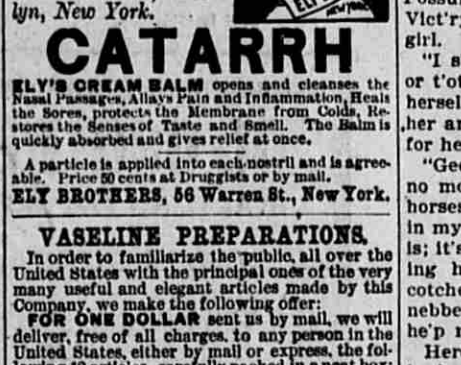 lyn, New York.
ELY
NEW YORK.
CATARRH
ELY'S CREAM BALM opens and cleanses the
Nasal Passages, Allays Pain and Inflammation, Heals
the Sores, protects the Membrane from Colds, Re-
stores the Senses of Taste and Smell. The Balm is
quickly absorbed and gives relief at once.
A particle is applied into each nostril and is agree-
able. Price 50 cents at Druggists or by mail.
ELY BROTHERS, 56 Warren St., New York.
VASELINE PREPARATIONS.
In order to familiarize the public, all over the
United States with the principal ones of the very
many useful and elegant articles made by this
Company, we make the following offer:
FOR ONE DOLLAR sent us by mail, we will
deliver, free of all charges, to any person in the
United States, either by mail or express, the fol-
Vict'r
girl.
"I s
or t'ot
hersel
her ar
for he
"Geo
no mo
horses
in my
is; it's
ing h
cotche
nebbe
he'p r
Her